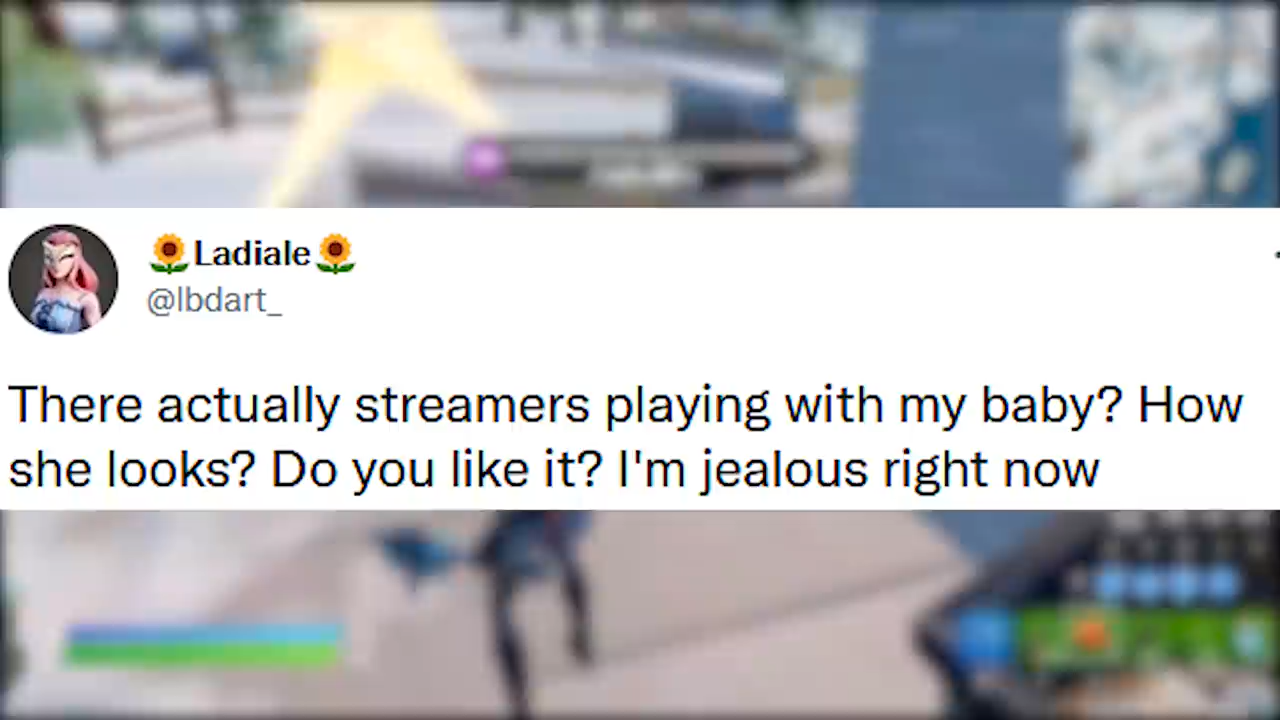 🌻Ladiale🌻
@lbdart_
There actually streamers playing with my baby? How
she looks? Do you like it? I'm jealous right now